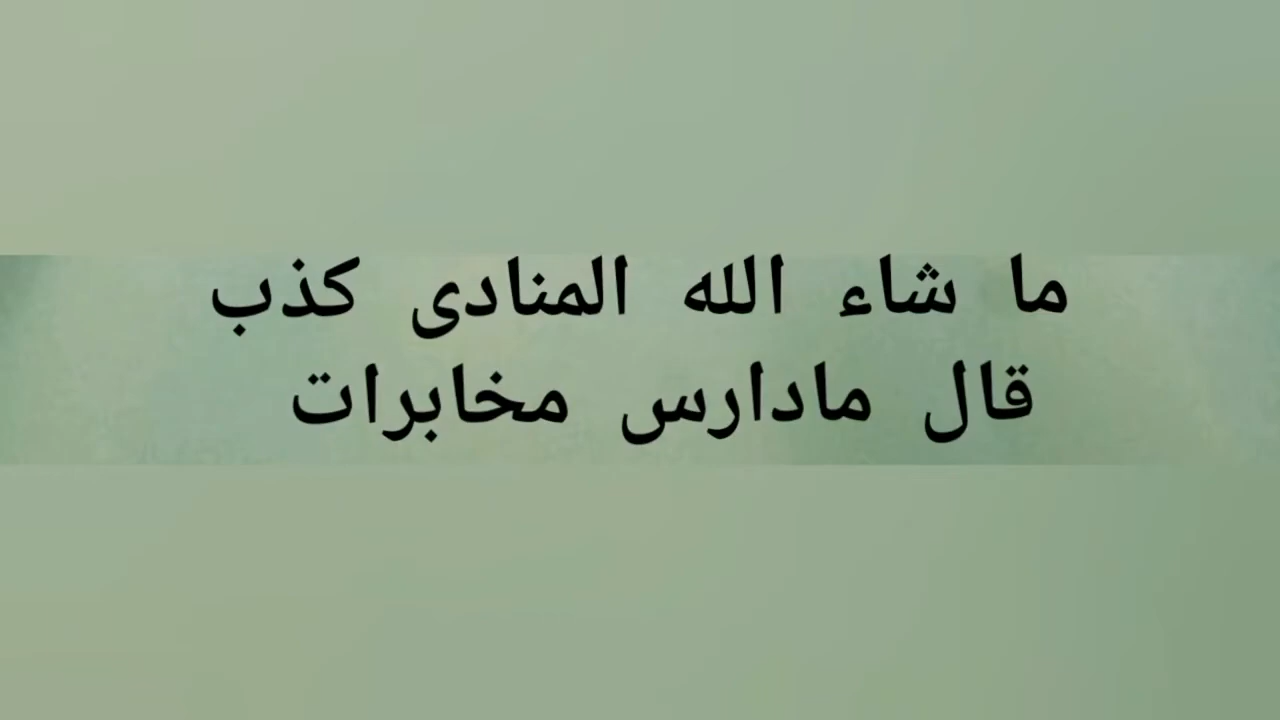 ما شاء الله المنادى كذب
قال مادارس مخابرات